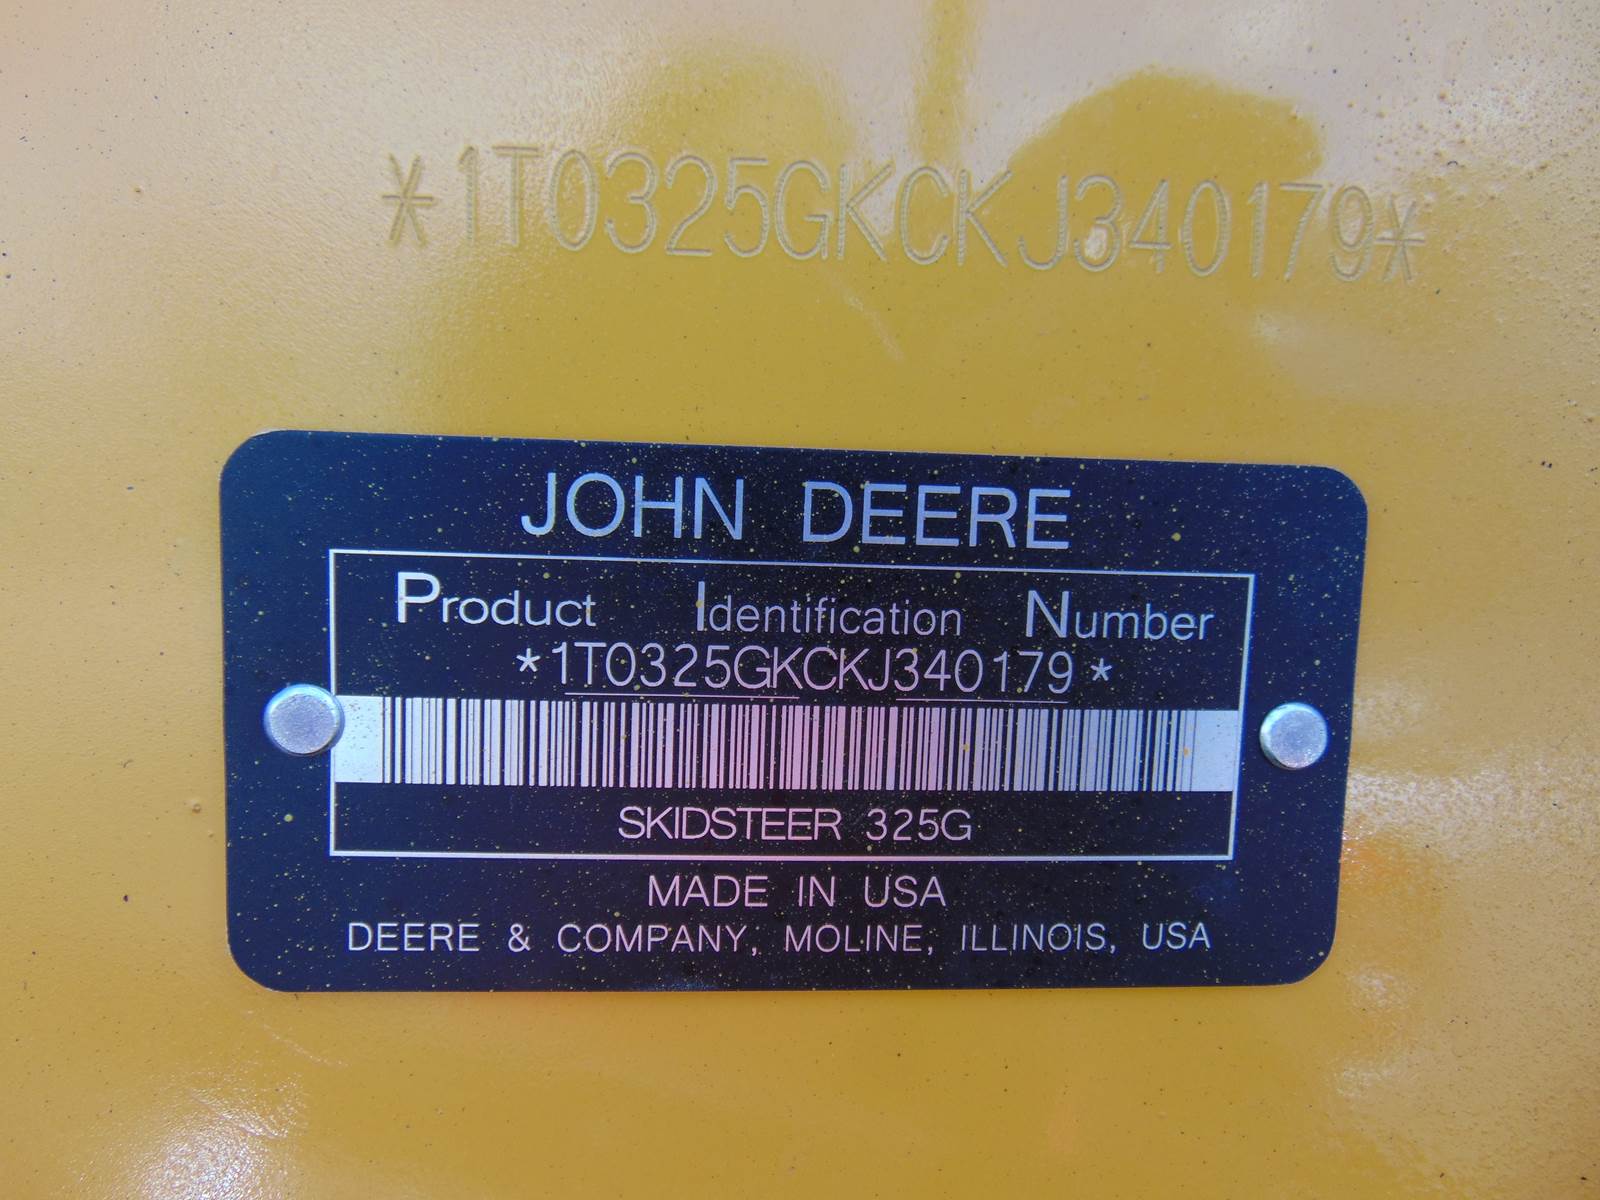 *1T0325GKCKJ340179*
JOHN DEERE
Product Identification Number
*1T0325GKCKJ340179*
SKIDSTEER 325G
MADE IN USA
DEERE & COMPANY, MOLINE, ILLINOIS, USA